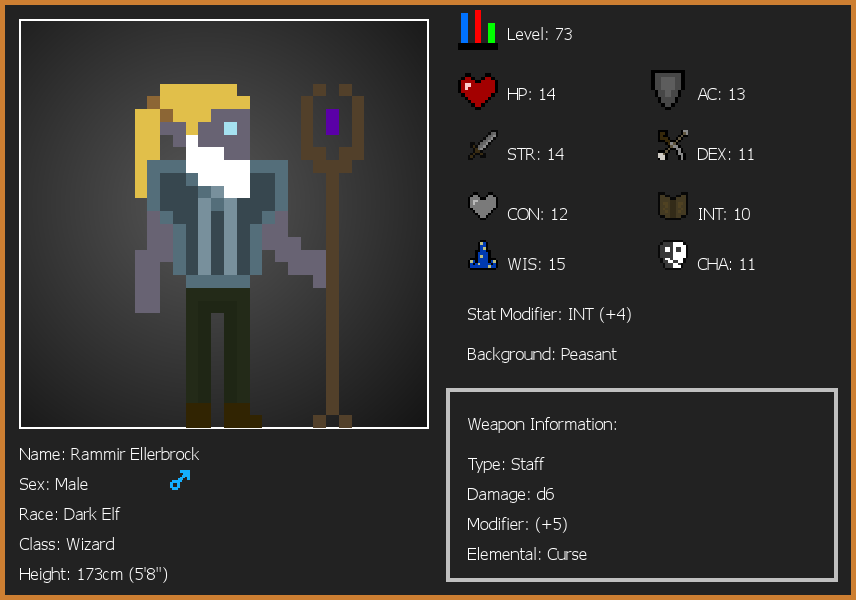 Level: 73
HP: 14 AC: 13
STR: 14 DEX: 11
CON: 12 INT: 10
WIS: 15 CHA: 11
Stat Modifier: INT (+4)
Background: Peasant
Weapon Information:
Type: Staff
Damage: d6
Modifier: (+5)
Elemental: Curse
Name: Rammir Ellerbrock
Sex: Male
Race: Dark Elf
Class: Wizard
Height: 173cm (5'8")